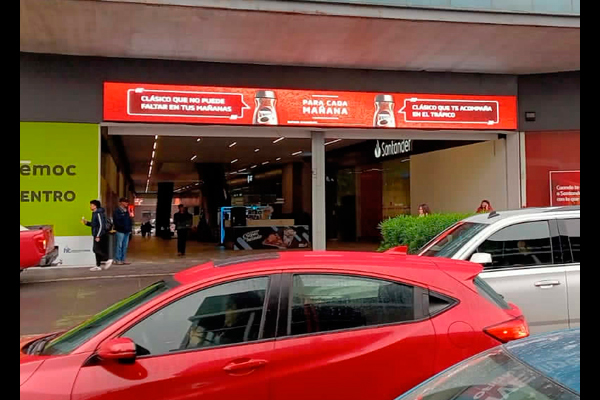 CLÁSICO QUE NO PUEDE
FALTAR EN TUS MAÑANAS
PARA CADA
MAÑANA
CLÁSICO QUE TE ACOMPAÑA
EN EL TRÁFICO
Santander
emoc
ENTRO
Cuando